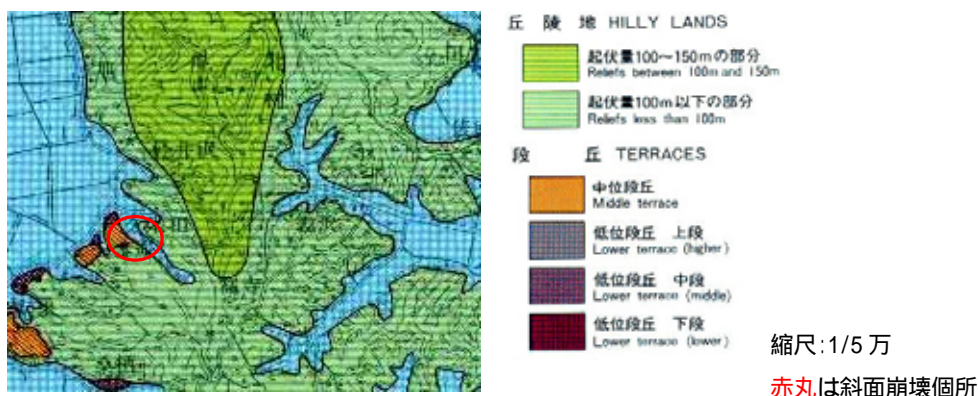 丘 陵 地 HILLY LANDS
起伏量100～150mの部分
Reliefs between 100m and 150m
起伏量100m以下の部分
Reliefs less than 100m
段 丘 TERRACES
中位段丘
Middle terrace
低位段丘 上段
Lower terrace (higher)
低位段丘 中段
Lower terrace (middle)
低位段丘 下段
Lower terrace (lower)
縮尺:1/5万
赤丸は斜面崩壊個所